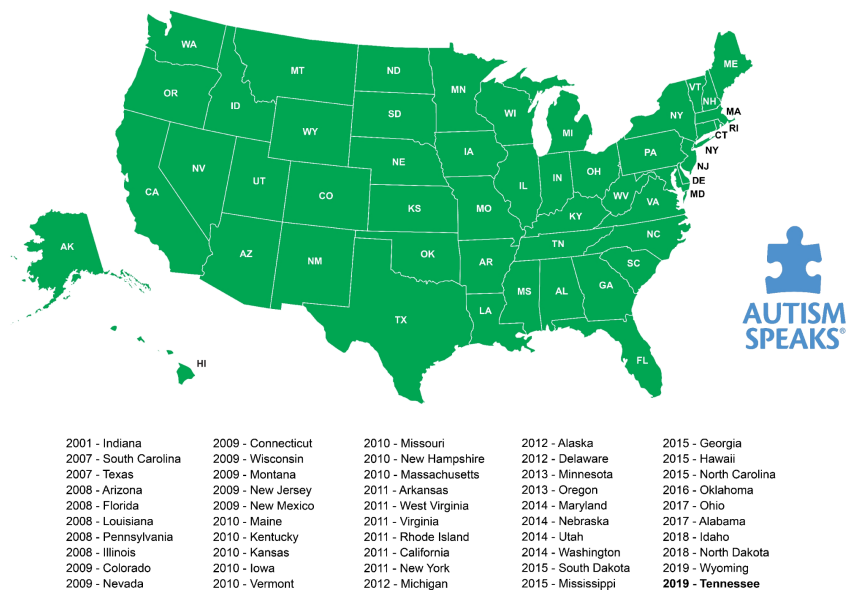 WA
MT
ND
MN
ME
OR
ID
SD
WI
VT
NH
NY
MA
WY
MI
RI
CT
IA
NY
NV
NE
PA
NJ
CA
UT
IL
IN
OH
DE
CO
WV
MD
KS
MO
VA
KY
NC
AK
TN
AZ
NM
OK
AR
SC
MS
AL
GA
LA
TX
FL
HI
AUTISM
SPEAKS®
2001 - Indiana
2007 - South Carolina
2007 - Texas
2008 - Arizona
2008 - Florida
2008 - Louisiana
2008 - Pennsylvania
2008 - Illinois
2009 - Colorado
2009 - Nevada
2009 - Connecticut
2009 - Wisconsin
2009 - Montana
2009 - New Jersey
2009 - New Mexico
2010 - Maine
2010 - Kentucky
2010 - Kansas
2010 - Iowa
2010 - Vermont
2010 - Missouri
2010 - New Hampshire
2010 - Massachusetts
2011 - Arkansas
2011 - West Virginia
2011 - Virginia
2011 - Rhode Island
2011 - California
2011 - New York
2012 - Michigan
2012 - Alaska
2012 - Delaware
2013 - Minnesota
2013 - Oregon
2014 - Maryland
2014 - Nebraska
2014 - Utah
2014 - Washington
2015 - South Dakota
2015 - Mississippi
2015 - Georgia
2015 - Hawaii
2015 - North Carolina
2016 - Oklahoma
2017 - Ohio
2017 - Alabama
2018 - Idaho
2018 - North Dakota
2019 - Wyoming
2019 - Tennessee